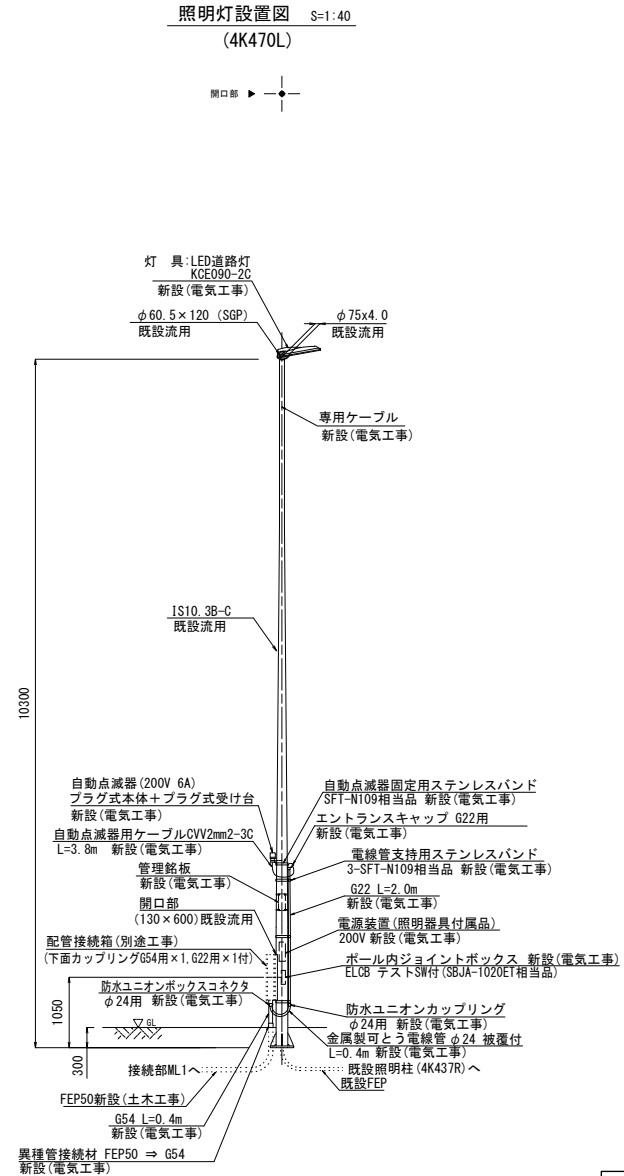 照明灯設置図 S=1:40
(4K470L)
開口部
灯 具:LED道路灯
KCE090-2C
新設(電気工事)
φ60.5×120 (SGP)
既設流用
φ75x4.0
既設流用
専用ケーブル
新設(電気工事)
IS10.3B-C
既設流用
10300
自動点滅器(200V 6A)
プラグ式本体+プラグ式受け台
新設(電気工事)
自動点滅器用ケーブルCVV2mm2-3C
L=3.8m 新設(電気工事)
管理銘板
新設(電気工事)
開口部
(130×600)既設流用
配管接続箱(別途工事)
(下面カップリングG54用×1,G22用×1付)
防水ユニオンボックスコネクタ
φ24用 新設(電気工事)
自動点滅器固定用ステンレスバンド
SFT-N109相当品 新設(電気工事)
エントランスキャップ G22用
新設(電気工事)
電線管支持用ステンレスバンド
3-SFT-N109相当品 新設(電気工事)
G22 L=2.0m
新設(電気工事)
電源装置(照明器具付属品)
200V 新設(電気工事)
ポール内ジョイントボックス 新設(電気工事)
ELCB テストSW付(SBJA-1020ET相当品)
防水ユニオンカップリング
φ24用 新設(電気工事)
金属製可とう電線管 φ24 被覆付
L=0.4m 新設(電気工事)
既設照明柱(4K437R)へ
既設FEP
1050
GL
300
接続部ML1へ
FEP50新設(土木工事)
G54 L=0.4m
新設(電気工事)
異種管接続材 FEP50 ⇒ G54
新設(電気工事)